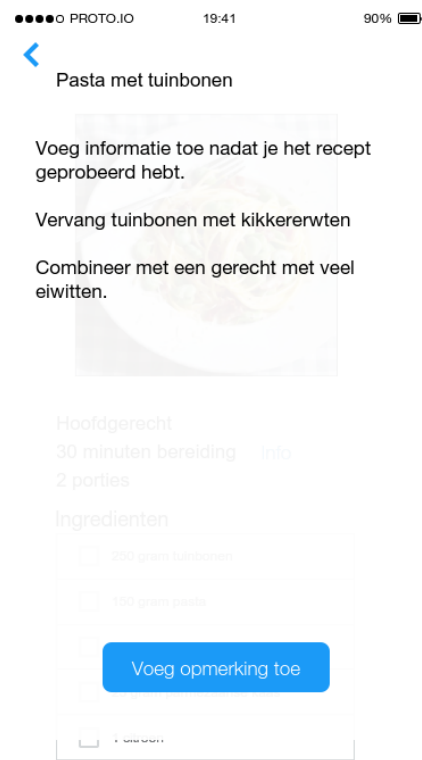 PROTO.IO 19:41 90%
Pasta met tuinbonen
Voeg informatie toe nadat je het recept
geprobeerd hebt.
Vervang tuinbonen met kikkererwten
Combineer met een gerecht met veel
eiwitten.
Hoofdgerecht
30 minuten bereiding info
2 porties
Ingredienten
250 gram tuinbonen
150 gram pasta
Voeg opmerking toe